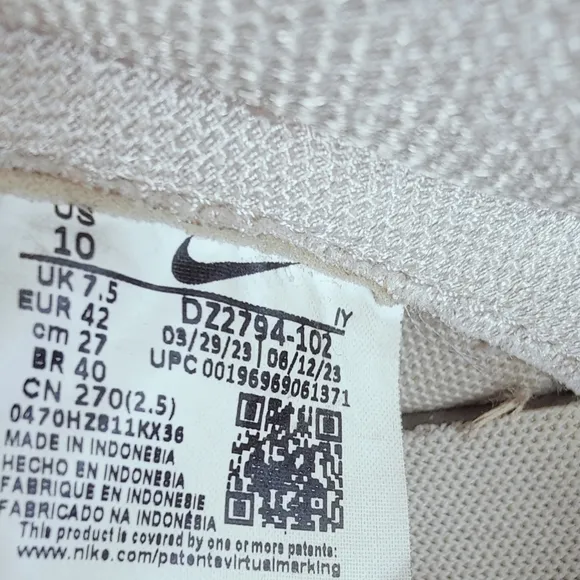 US
10
UK 7.5
EUR 42
cm 27
BR 40
CN 270(2.5)
IY
DZ2794-102
03/29/23 | 06/12/23
UPC 00196969061371
0470HZ811KX36
MADE IN INDONESIA
HECHO EN INDONESIA
FABRIQUE EN INDONESIE
FABRICADO NA INDONÉSIA
This product is covered by one or more patents:
www.nike.com/patentsvirtualmarking